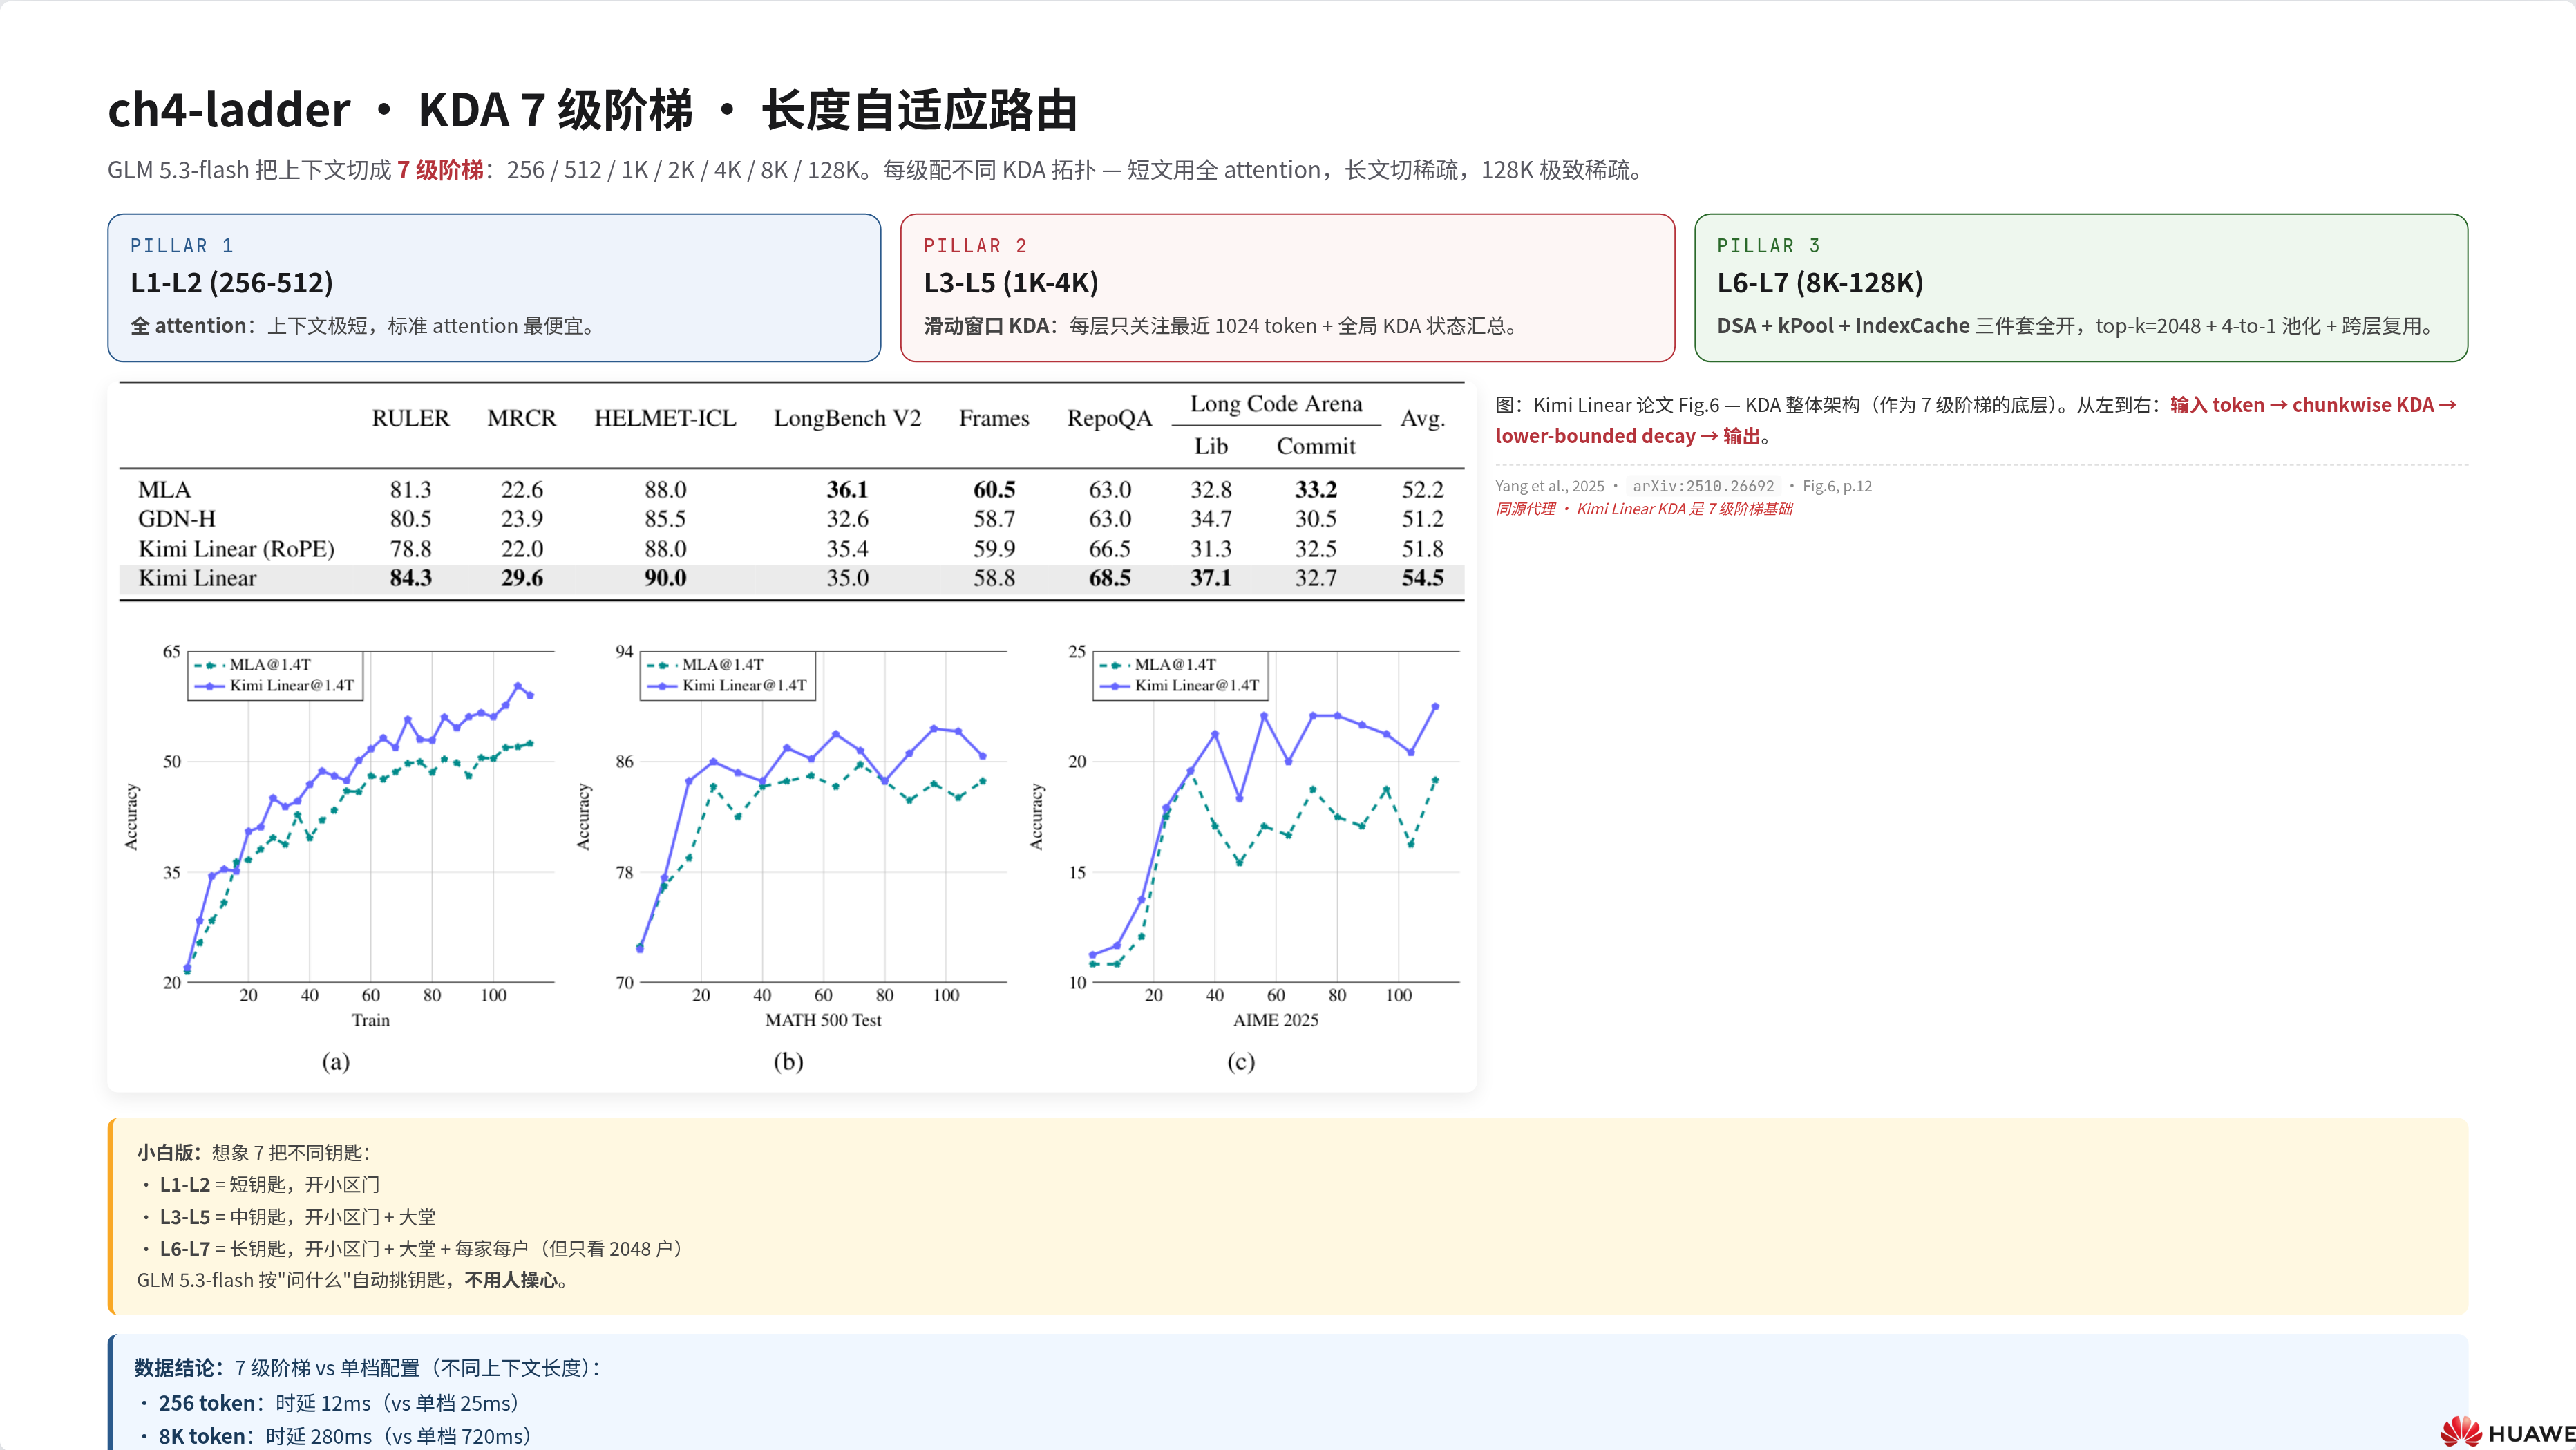 ch4-ladder · KDA 7 级阶梯 · 长度自适应路由
GLM 5.3-flash 把上下文切成 7 级阶梯：256 / 512 / 1K / 2K / 4K / 8K / 128K。每级配不同 KDA 拓扑 — 短文用全 attention，长文切稀疏，128K 极致稀疏。
PILLAR 1
L1-L2 (256-512)
全 attention：上下文极短，标准 attention 最便宜。
PILLAR 2
L3-L5 (1K-4K)
滑动窗口 KDA：每层只关注最近 1024 token + 全局 KDA 状态汇总。
PILLAR 3
L6-L7 (8K-128K)
DSA + kPool + IndexCache 三件套全开，top-k=2048 + 4-to-1 池化 + 跨层复用。
RULER MRCR HELMET-ICL LongBench V2 Frames RepoQA Long Code Arena Avg.
Lib Commit
MLA 81.3 22.6 88.0 36.1 60.5 63.0 32.8 33.2 52.2
GDN-H 80.5 23.9 85.5 32.6 58.7 63.0 34.7 30.5 51.2
Kimi Linear (RoPE) 78.8 22.0 88.0 35.4 59.9 66.5 31.3 32.5 51.8
Kimi Linear 84.3 29.6 90.0 35.0 58.8 68.5 37.1 32.7 54.5
65
50
35
20
Accuracy
MLA@1.4T
Kimi Linear@1.4T
20 40 60 80 100
Train
(a)
94
86
78
70
Accuracy
MLA@1.4T
Kimi Linear@1.4T
20 40 60 80 100
MATH 500 Test
(b)
25
20
15
10
Accuracy
MLA@1.4T
Kimi Linear@1.4T
20 40 60 80 100
AIME 2025
(c)
图：Kimi Linear 论文 Fig.6 — KDA 整体架构（作为 7 级阶梯的底层）。从左到右：输入 token → chunkwise KDA →
lower-bounded decay → 输出。
Yang et al., 2025 · arXiv:2510.26692 · Fig.6, p.12
同源代理 · Kimi Linear KDA 是 7 级阶梯基础
小白版：想象 7 把不同钥匙：
· L1-L2 = 短钥匙，开小区门
· L3-L5 = 中钥匙，开小区门 + 大堂
· L6-L7 = 长钥匙，开小区门 + 大堂 + 每家每户（但只看 2048 户）
GLM 5.3-flash 按"问什么"自动挑钥匙，不用人操心。
数据结论：7 级阶梯 vs 单档配置（不同上下文长度）：
· 256 token：时延 12ms（vs 单档 25ms）
· 8K token：时延 280ms（vs 单档 720ms）
HUAWE